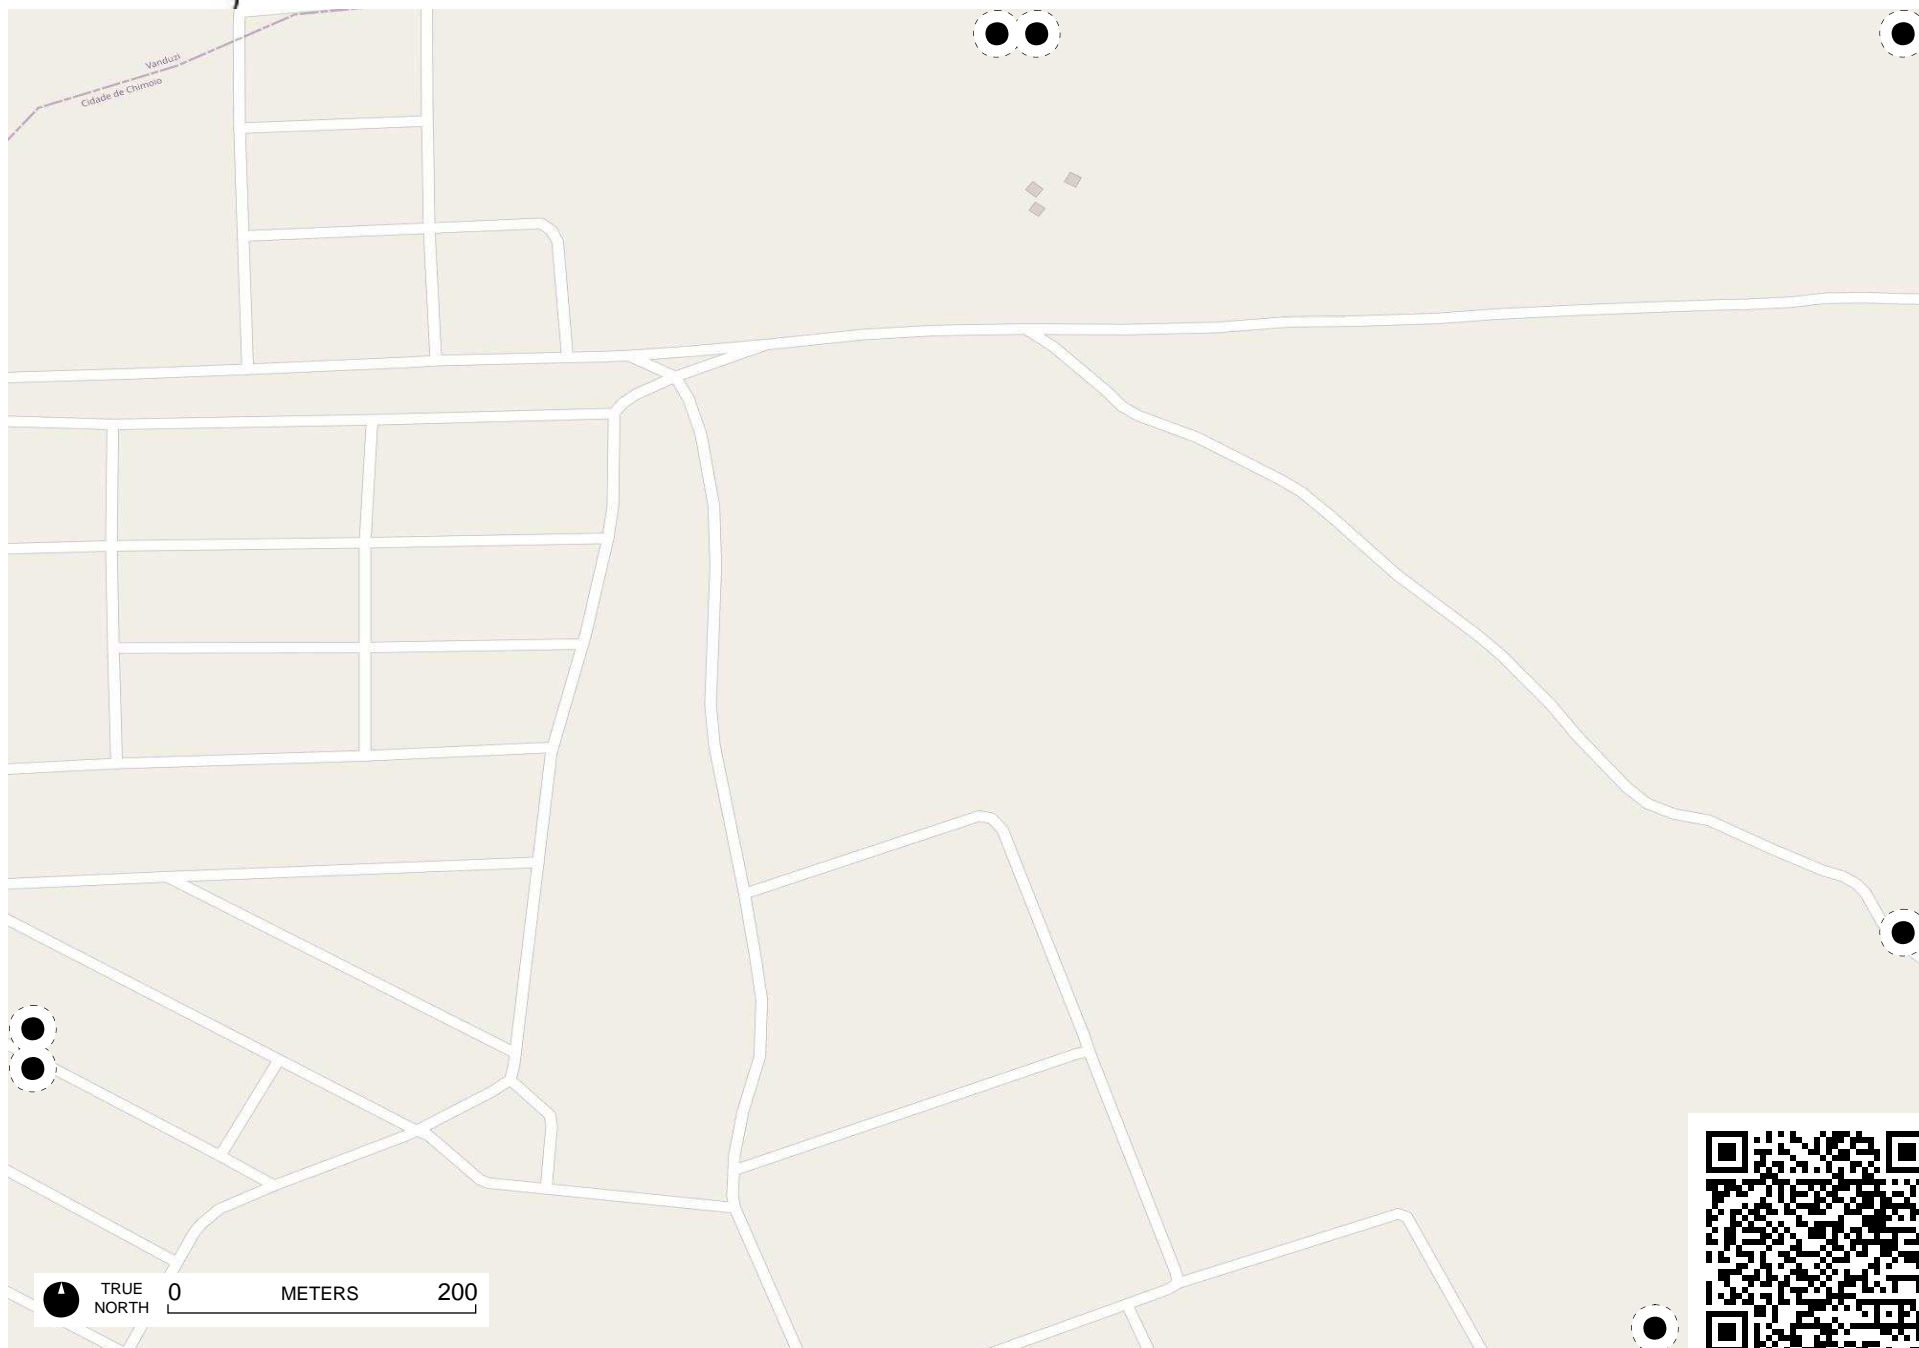 Vanduzi
Cidade de Chimoio
TRUE
NORTH
0 METERS 200